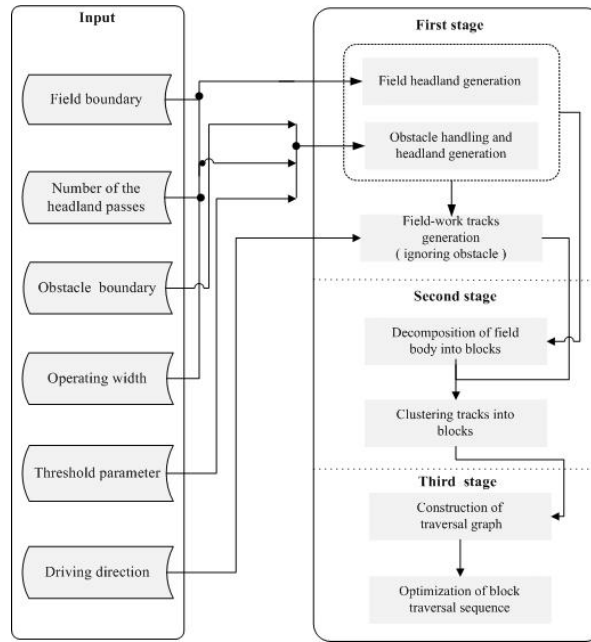 Input
Field boundary
Number of the
headland passes
Obstacle boundary
Operating width
Threshold parameter
Driving direction
First stage
Field headland generation
Obstacle handling and
headland generation
Field-work tracks
generation
( ignoring obstacle )
Second stage
Decomposition of field
body into blocks
Clustering tracks into
blocks
Third stage
Construction of
traversal graph
Optimization of block
traversal sequence